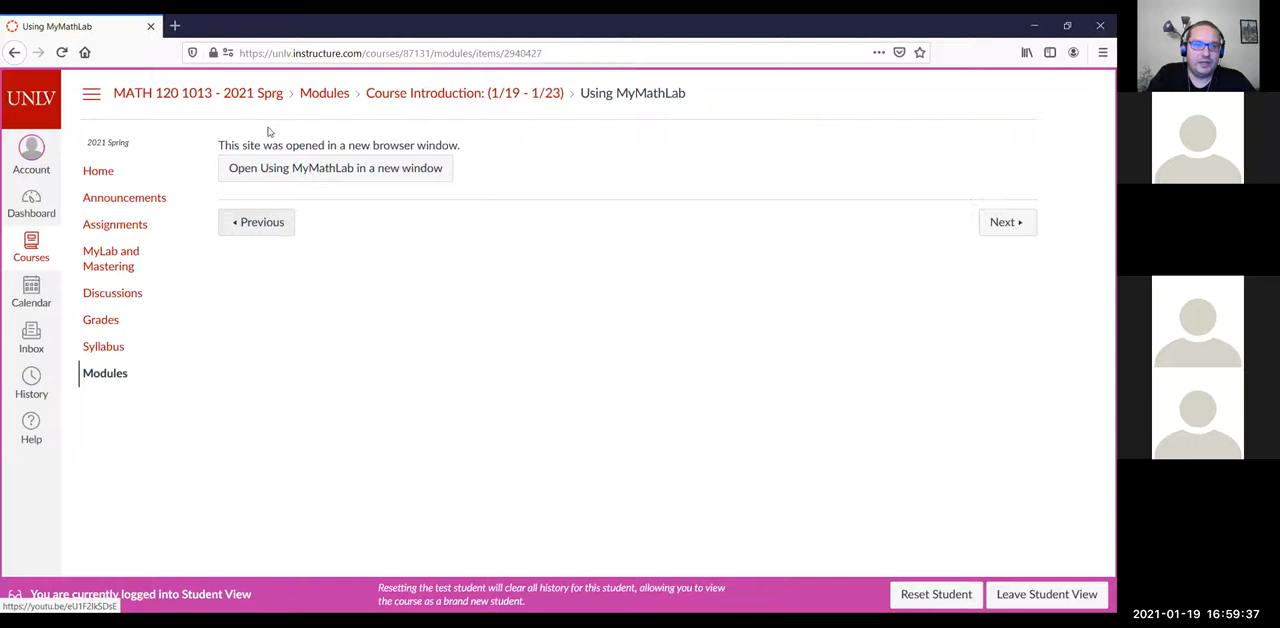 Using MyMathLab
https://unlv.instructure.com/courses/87131/modules/items/2940427
UNLV
MATH 120 1013 - 2021 Sprg › Modules › Course Introduction: (1/19 - 1/23) › Using MyMathLab
2021 Spring
This site was opened in a new browser window.
Open Using MyMathLab in a new window
Previous
Next
Account
Dashboard
Courses
Calendar
Inbox
History
Help
Home
Announcements
Assignments
MyLab and
Mastering
Discussions
Grades
Syllabus
Modules
You are currently logged into Student View
Resetting the test student will clear all history for this student, allowing you to view
the course as a brand new student.
Reset Student
Leave Student View
https://youtu.be/eU1F2IkSDsE
2021-01-19 16:59:37